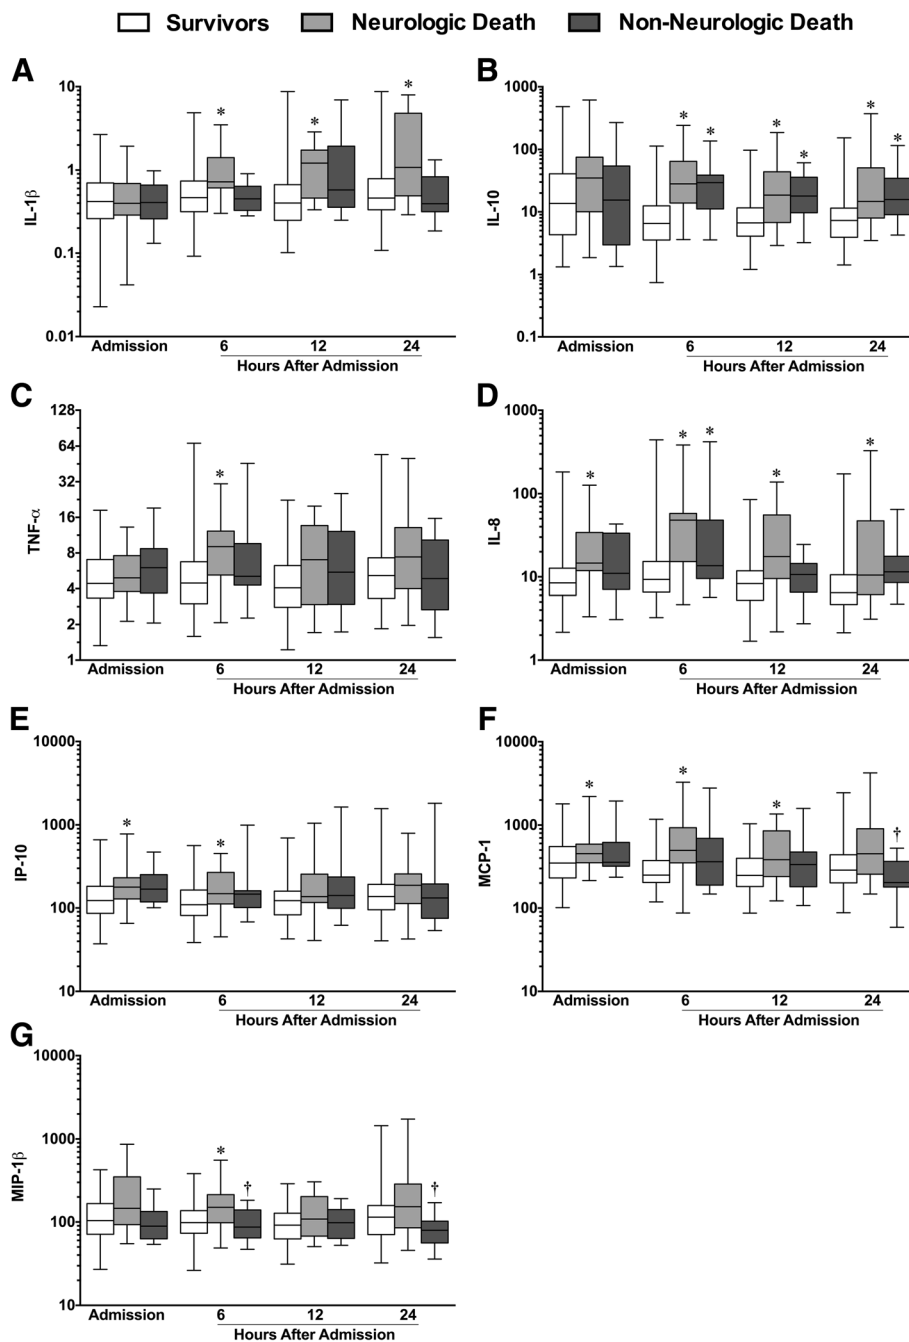 Survivors Neurologic Death Non-Neurologic Death
A
B
IL-1β
10
1
0.1
0.01
* * *
Admission 6 12 24
Hours After Admission
IL-10
1000
100
10
1
0.1
* * * * * *
Admission 6 12 24
Hours After Admission
C
D
TNF-α
128
64
32
16
8
4
2
1
*
Admission 6 12 24
Hours After Admission
IL-8
1000
100
10
1
* * * * *
Admission 6 12 24
Hours After Admission
E
F
IP-10
10000
1000
100
10
* *
Admission 6 12 24
Hours After Admission
MCP-1
10000
1000
100
10
* * * †
Admission 6 12 24
Hours After Admission
G
MIP-1β
10000
1000
100
10
* † †
Admission 6 12 24
Hours After Admission